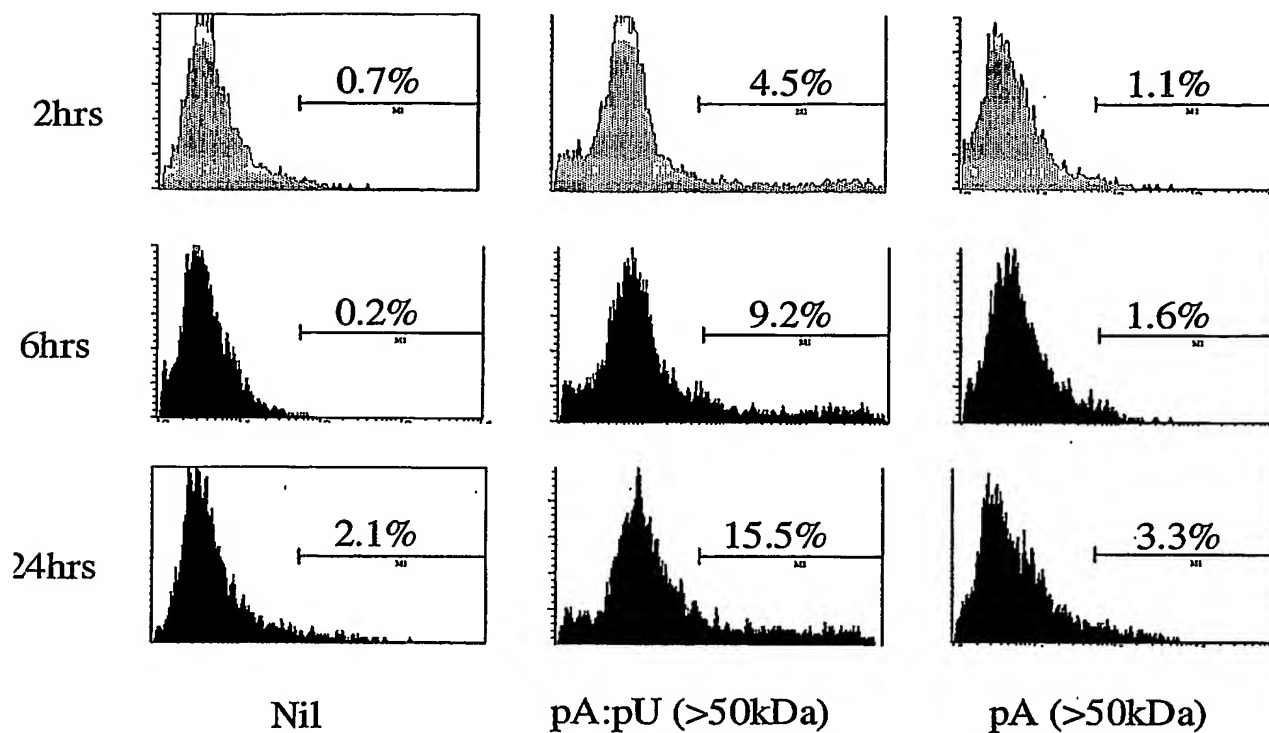 2hrs 0.7% 4.5% 1.1%
6hrs 0.2% 9.2% 1.6%
24hrs 2.1% 15.5% 3.3%
Nil pA:pU (>50kDa) pA (>50kDa)